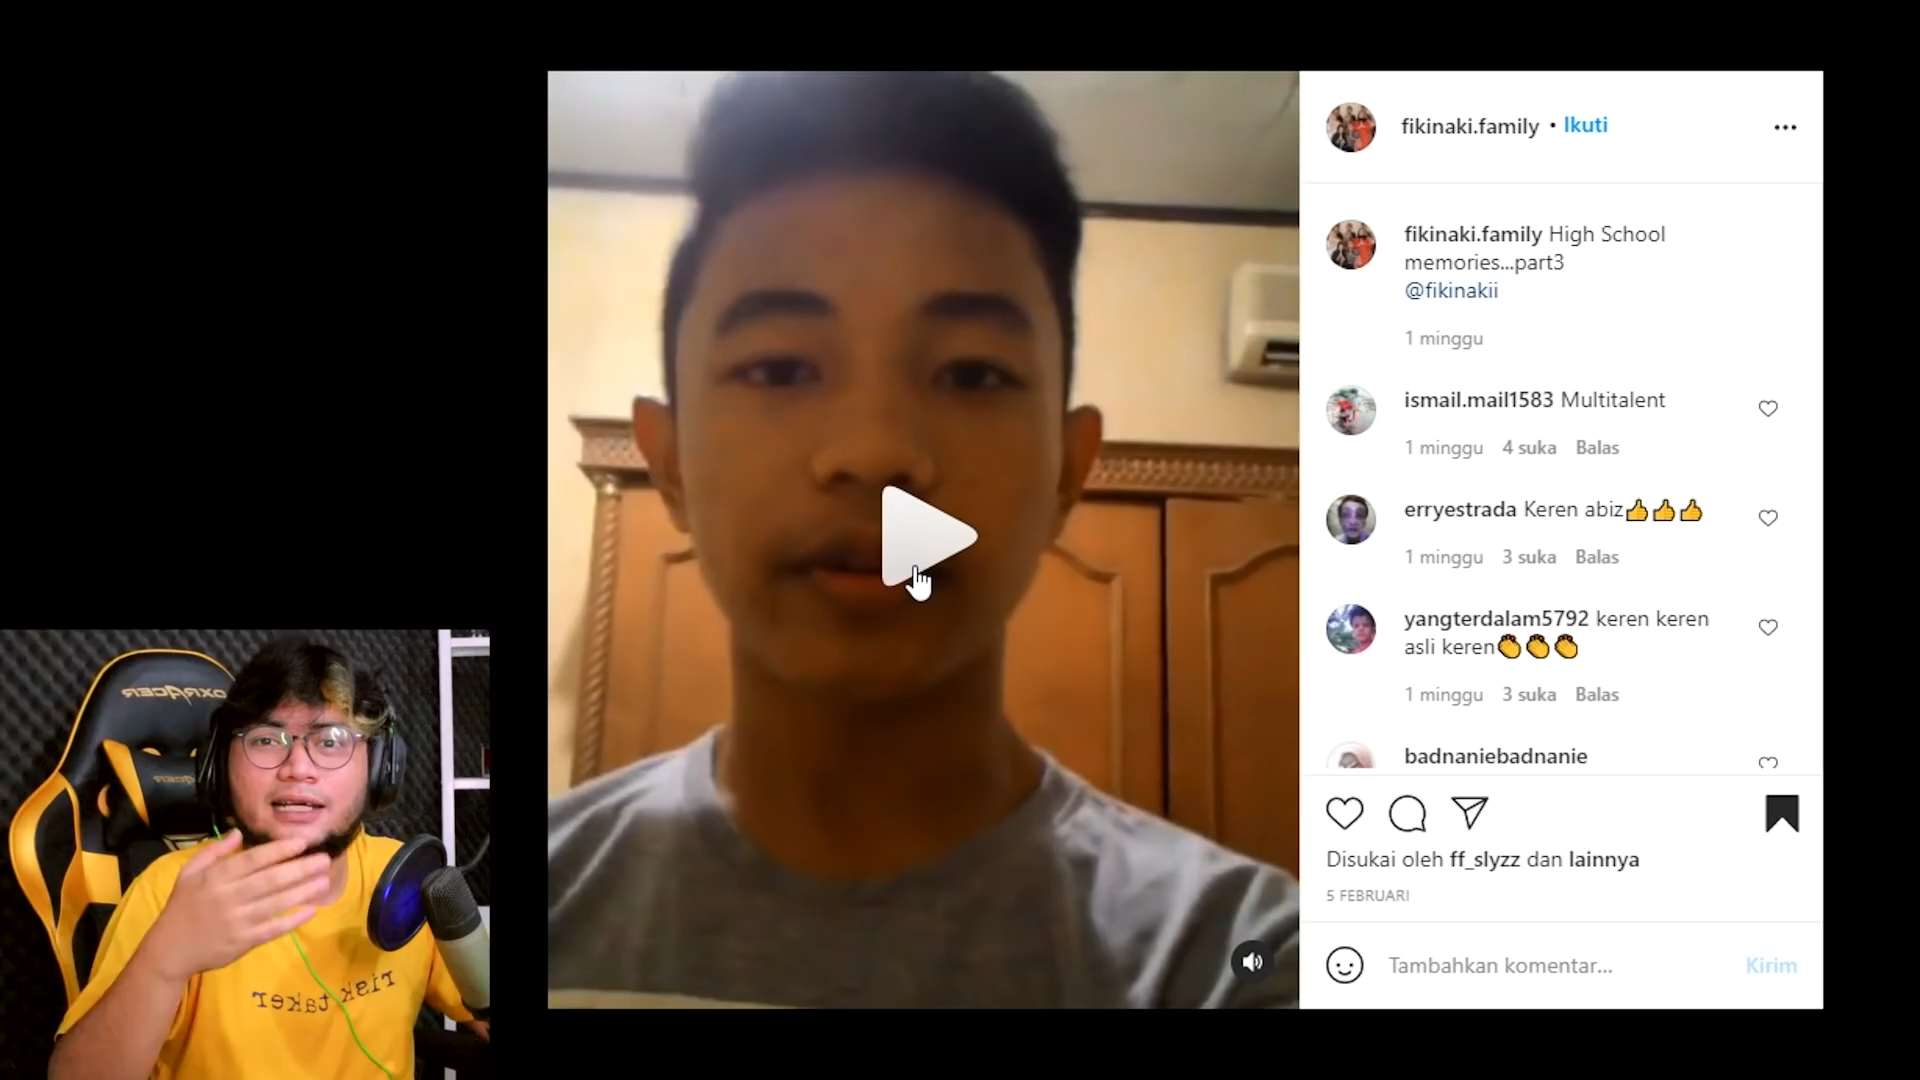 fikinaki.family • Ikuti
fikinaki.family High School
memories...part3
@fikinakii
1 minggu
ismail.mail1583 Multitalent
1 minggu 4 suka Balas
erryestrada Keren abiz👍👍👍
1 minggu 3 suka Balas
yangterdalam5792 keren keren
asli keren👏👏👏
1 minggu 3 suka Balas
badnaniebadnanie
Disukai oleh ff_slyzz dan lainnya
5 FEBRUARI
Tambahkan komentar... Kirim
risk taker